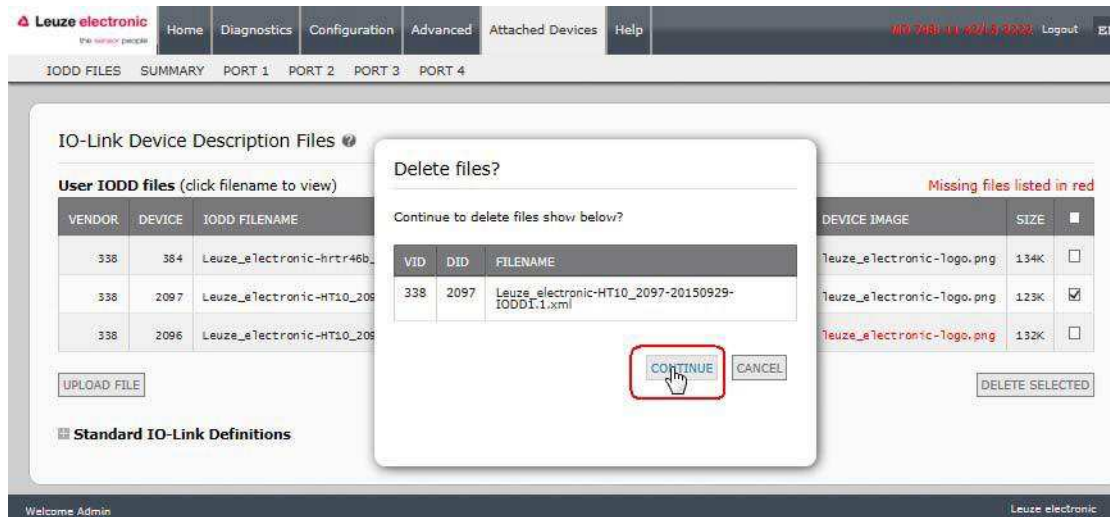 Leuze electronic
the sensor people
Home Diagnostics Configuration Advanced Attached Devices Help
Logout
IODD FILES SUMMARY PORT 1 PORT 2 PORT 3 PORT 4
IO-Link Device Description Files
User IODD files (click filename to view)
Missing files listed in red
VENDOR DEVICE IODD FILENAME DEVICE IMAGE SIZE
338 384 Leuze_electronic-hrtr46b_ leuze_electronic-logo.png 134K
338 2097 Leuze_electronic-HT10_209 leuze_electronic-logo.png 123K
338 2096 Leuze_electronic-HT10_209 leuze_electronic-logo.png 132K
UPLOAD FILE
DELETE SELECTED
Standard IO-Link Definitions
Delete files?
Continue to delete files show below?
VID DID FILENAME
338 2097 Leuze_electronic-HT10_2097-20150929-
IODD1.1.xml
CONTINUE CANCEL
Welcome Admin
Leuze electronic